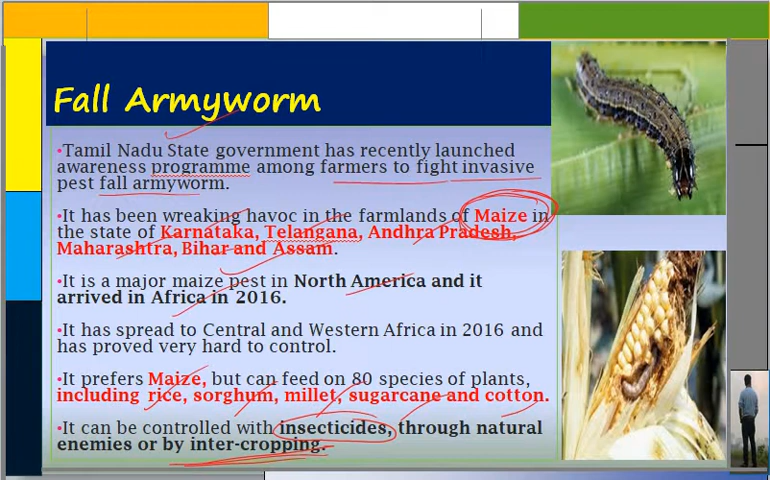 Fall Armyworm
•Tamil Nadu State government has recently launched
awareness programme among farmers to fight invasive
pest fall armyworm.
•It has been wreaking havoc in the farmlands of Maize in
the state of Karnataka, Telangana, Andhra Pradesh,
Maharashtra, Bihar and Assam.
•It is a major maize pest in North America and it
arrived in Africa in 2016.
•It has spread to Central and Western Africa in 2016 and
has proved very hard to control.
•It prefers Maize, but can feed on 80 species of plants,
including rice, sorghum, millet, sugarcane and cotton.
•It can be controlled with insecticides, through natural
enemies or by inter-cropping.